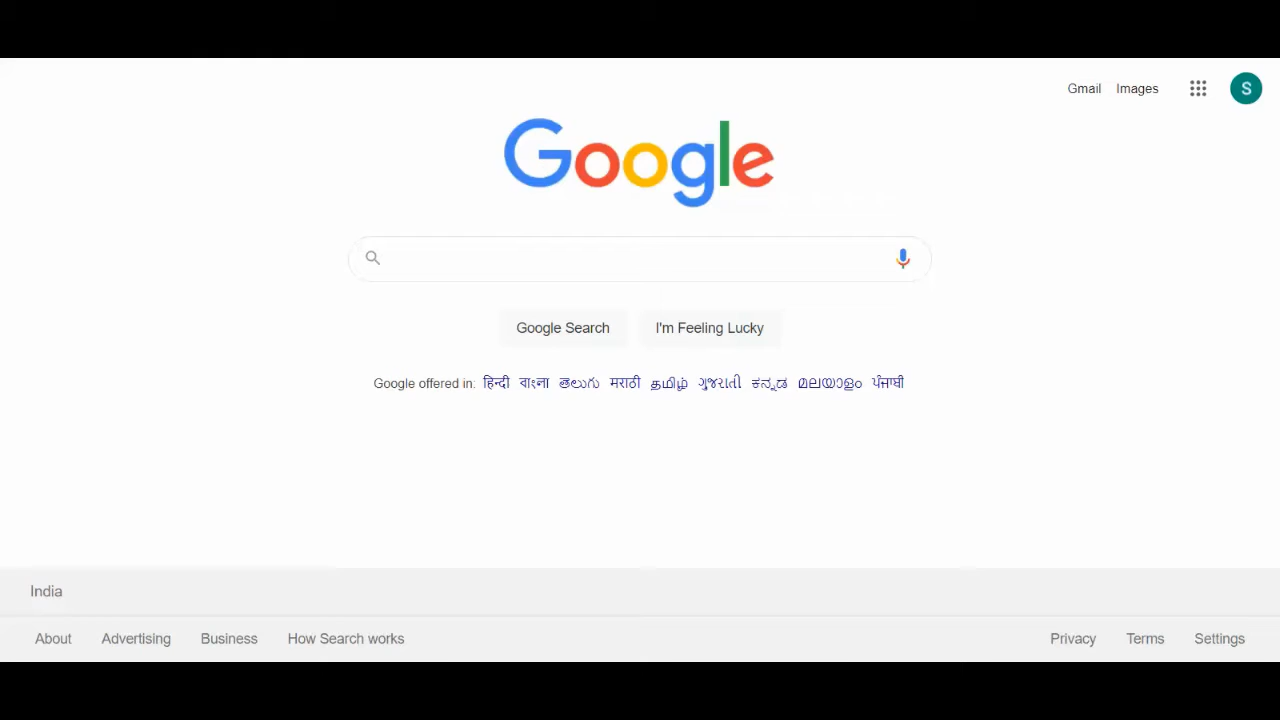 Gmail Images S
Google
Google Search I'm Feeling Lucky
Google offered in: हिन्दी বাংলা తెలుగు मराठी தமிழ் ગુજરાતી ಕನ್ನಡ മലയാളം ਪੰਜਾਬੀ
India
About Advertising Business How Search works Privacy Terms Settings